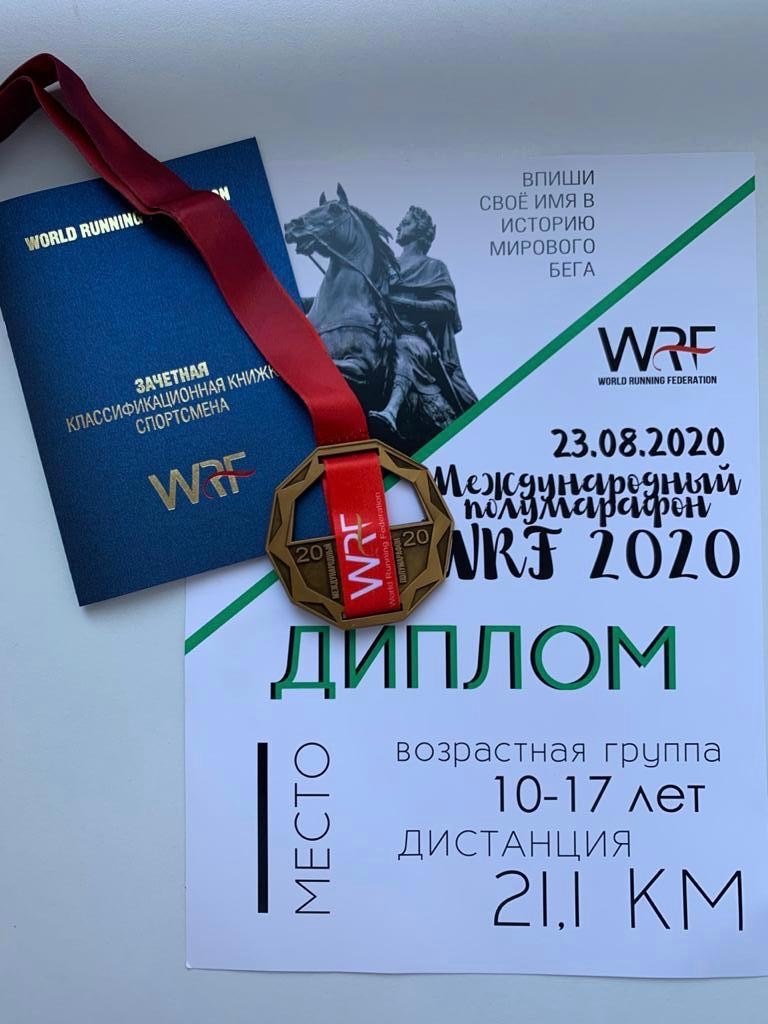 WORLD RUNNING
ЗАЧЕТНАЯ
КЛАССИФИКАЦИОННАЯ
СПОРТСМЕНА
WRF
ВПИШИ
СВОЁ ИМЯ В
ИСТОРИЮ
МИРОВОГО
БЕГА
WRF
WORLD RUNNING FEDERATION
23.08.2020
Международный
полумарафон
WRF 2020
20 20
МЕЖДУНАРОДНЫЙ
WRF
World Running Federation
ПОЛУМАРАФОН
ДИПЛОМ
I МЕСТО
возрастная группа
10-17 лет
ДИСТАНЦИЯ
21,1 КМ